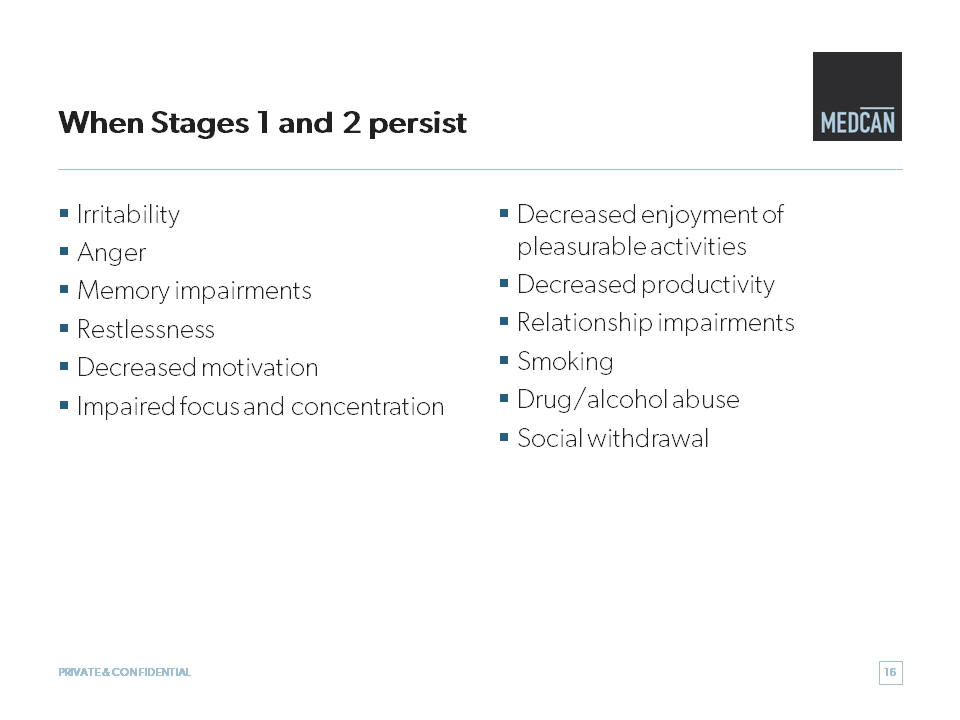 When Stages 1 and 2 persist
MEDCAN
Irritability
Anger
Memory impairments
Restlessness
Decreased motivation
Impaired focus and concentration
Decreased enjoyment of
pleasurable activities
Decreased productivity
Relationship impairments
Smoking
Drug/alcohol abuse
Social withdrawal
PRIVATE & CONFIDENTIAL
16